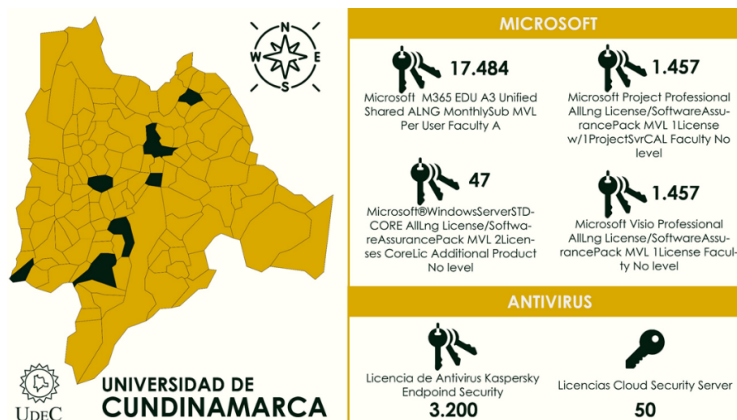 N
W E
S
UDEC
UNIVERSIDAD DE
CUNDINAMARCA
MICROSOFT
17.484
Microsoft M365 EDU A3 Unified
Shared ALNG MonthlySub MVL
Per User Faculty A
1.457
Microsoft Project Professional
AllLng License/SoftwareAssu-
rancePack MVL 1License
w/1ProjectSvrCAL Faculty No
level
47
Microsoft®WindowsServerSTD-
CORE AllLng License/Softwa-
reAssurancePack MVL 2Licen-
ses CoreLic Additional Product
No level
1.457
Microsoft Visio Professional
AllLng License/SoftwareAssu-
rancePack MVL 1License Facul-
ty No level
ANTIVIRUS
Licencia de Antivirus Kaspersky
Endpoind Security
3.200
Licencias Cloud Security Server
50